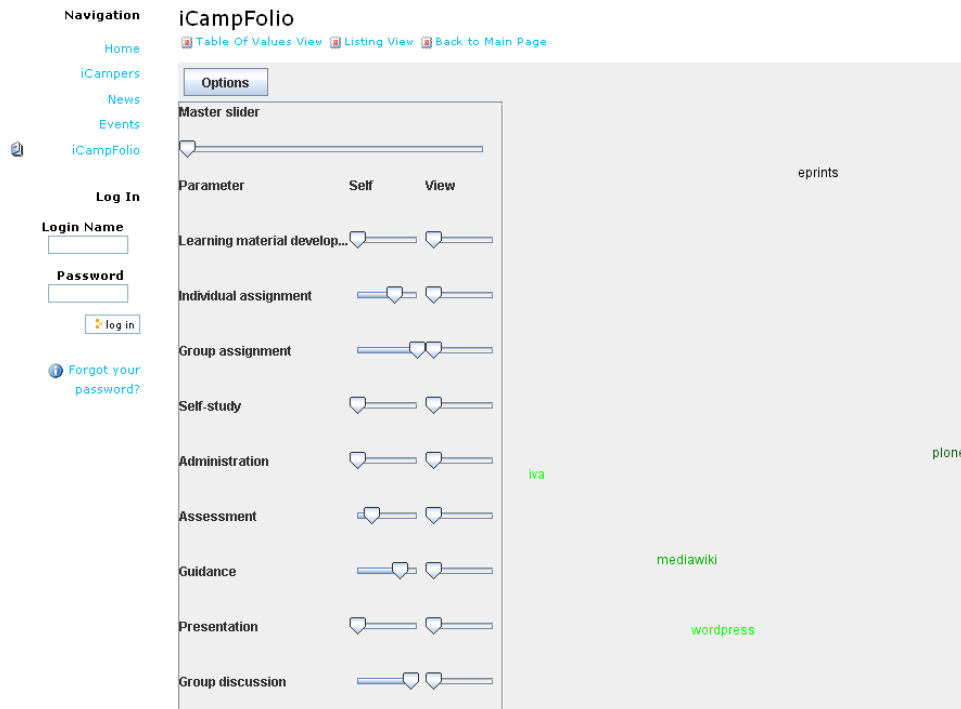 Navigation
Home
iCampers
News
Events
iCampFolio
Log In
Login Name
Password
log in
Forgot your
password?
iCampFolio
Table Of Values View Listing View Back to Main Page
Options
Master slider
Parameter Self View
Learning material develop...
Individual assignment
Group assignment
Self-study
Administration
Assessment
Guidance
Presentation
Group discussion
eprints
plone
iva
mediawiki
wordpress